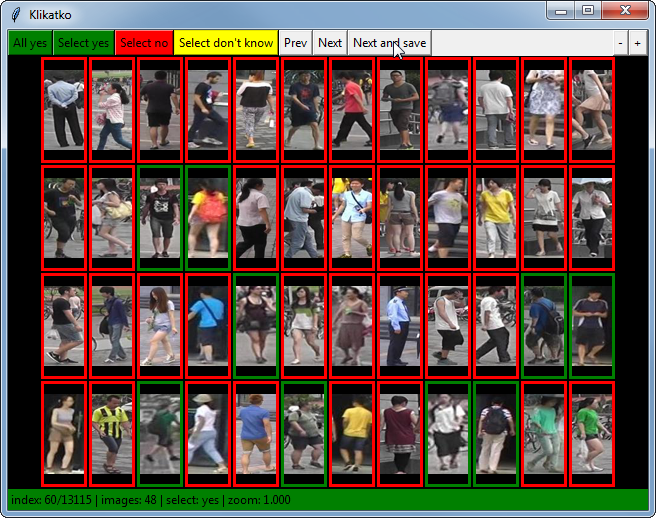 Klikatko
All yes Select yes Select no Select don't know Prev Next Next and save - +
index: 60/13115 | images: 48 | select: yes | zoom: 1.000